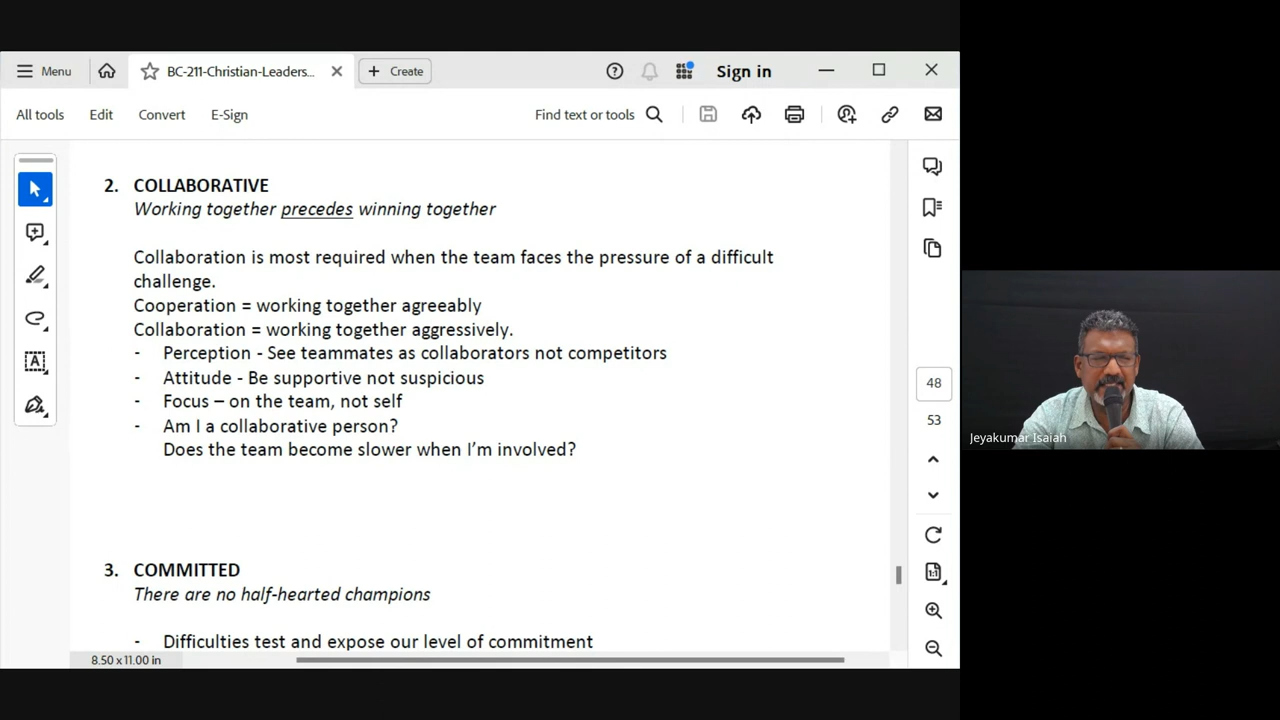 Menu
BC-211-Christian-Leaders...
Create
Sign in
All tools
Edit
Convert
E-Sign
Find text or tools
2. COLLABORATIVE
Working together precedes winning together
Collaboration is most required when the team faces the pressure of a difficult
challenge.
Cooperation = working together agreeably
Collaboration = working together aggressively.
- Perception - See teammates as collaborators not competitors
- Attitude - Be supportive not suspicious
- Focus – on the team, not self
- Am I a collaborative person?
Does the team become slower when I'm involved?
3. COMMITTED
There are no half-hearted champions
- Difficulties test and expose our level of commitment
8.50 x 11.00 in
48
53
1:1
Jeyakumar Isaiah